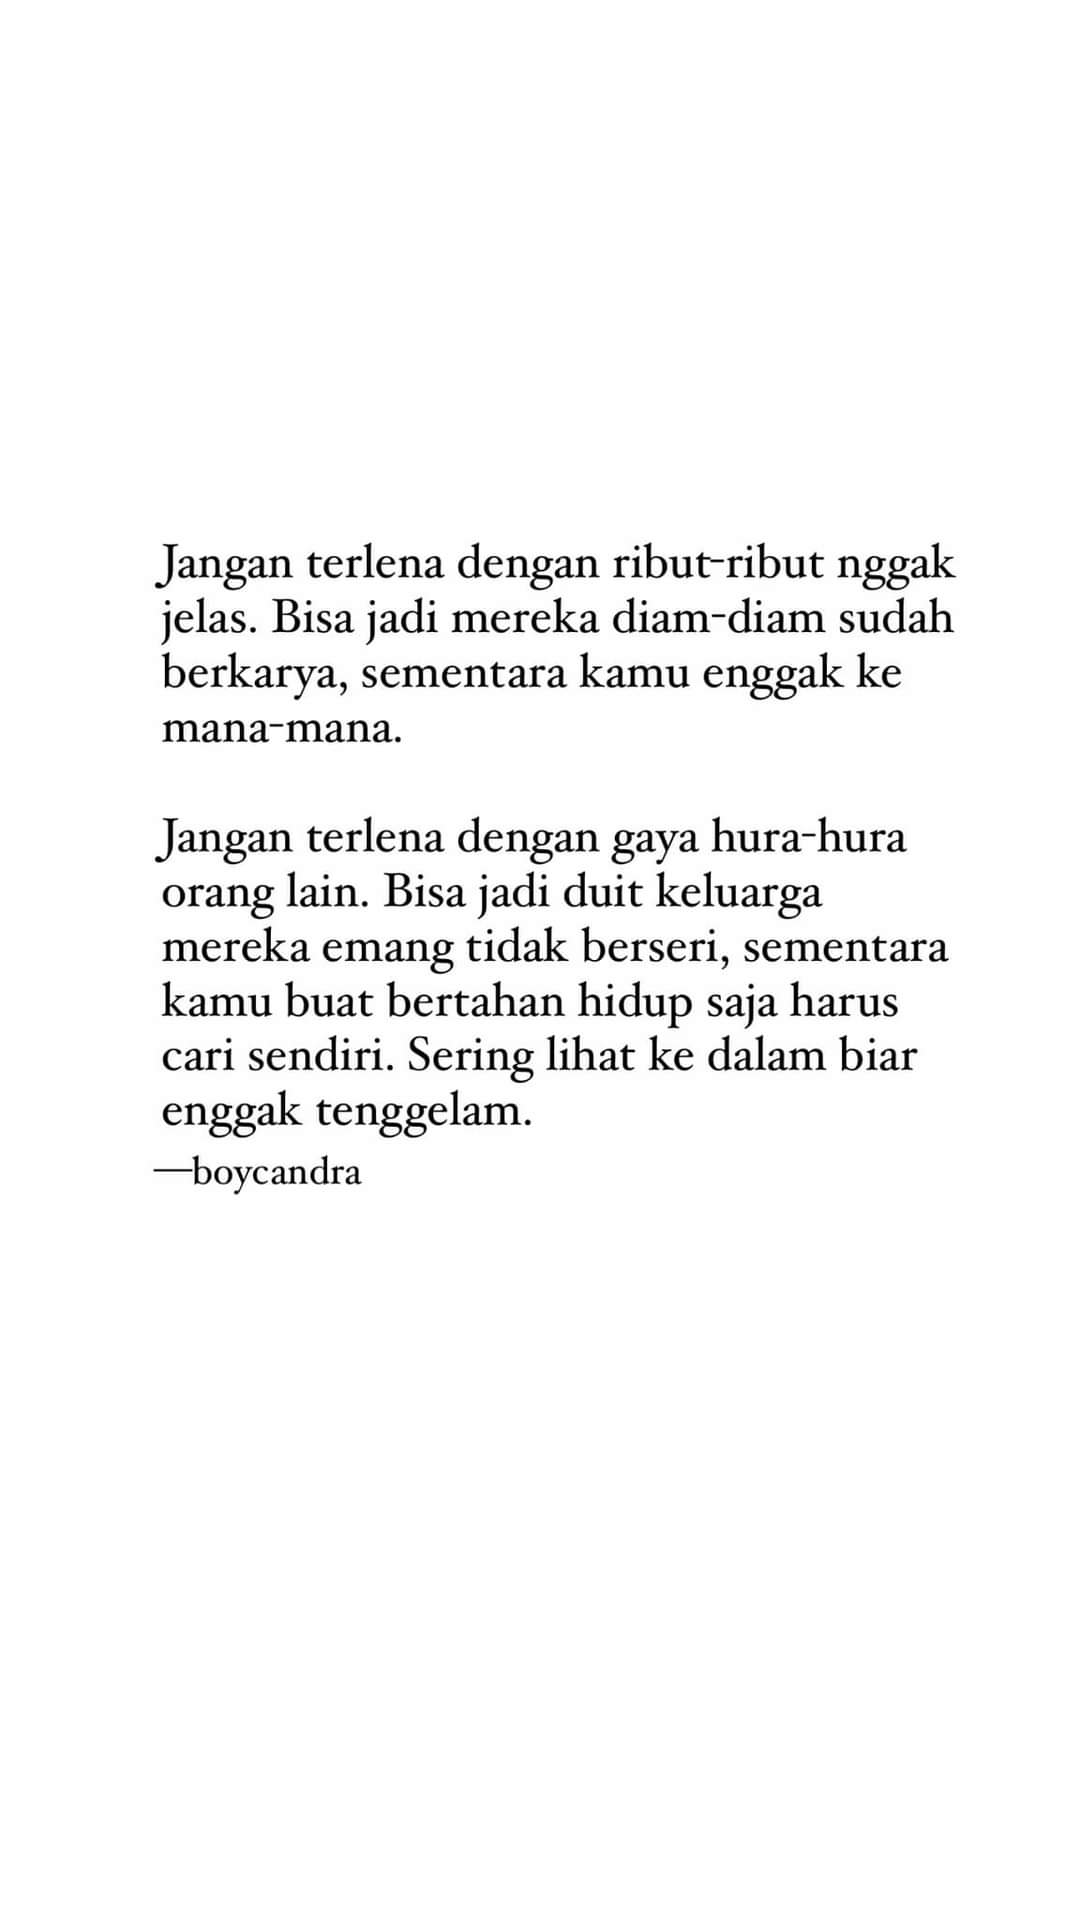 Jangan terlena dengan ribut-ribut nggak
jelas. Bisa jadi mereka diam-diam sudah
berkarya, sementara kamu enggak ke
mana-mana.
Jangan terlena dengan gaya hura-hura
orang lain. Bisa jadi duit keluarga
mereka emang tidak berseri, sementara
kamu buat bertahan hidup saja harus
cari sendiri. Sering lihat ke dalam biar
enggak tenggelam.
—boycandra